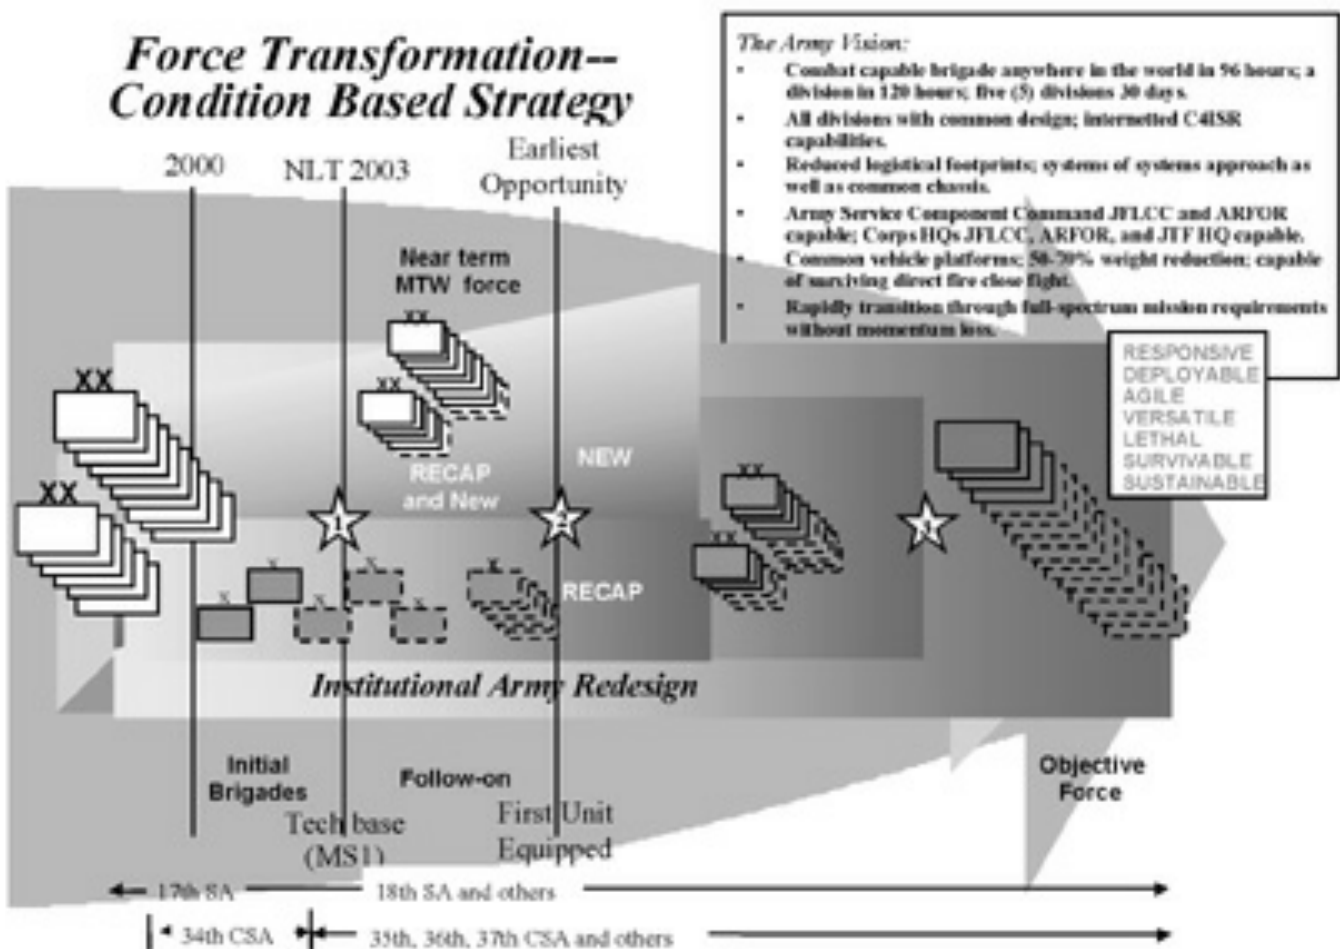 Force Transformation--
Condition Based Strategy
The Army Vision:
• Combat capable brigade anywhere in the world in 96 hours; a
division in 120 hours; five (5) divisions 30 days.
• All divisions with common design; internetted C4ISR
capabilities.
• Reduced logistical footprints; systems of systems approach as
well as common chassis.
• Army Service Component Command JFLCC and ARFOR
capable; Corps HQs JFLCC, ARFOR, and JTF HQ capable.
• Common vehicle platforms; 50-70% weight reduction; capable
of surviving direct fire close fight.
• Rapidly transition through full-spectrum mission requirements
without momentum loss.
RESPONSIVE
DEPLOYABLE
AGILE
VERSATILE
LETHAL
SURVIVABLE
SUSTAINABLE
2000
NLT 2003
Earliest
Opportunity
Near term
MTW force
XX
XX
XX
XX
RECAP
and New
NEW
1
2
3
XX
XX
x
x
x
x
x
x
RECAP
Institutional Army Redesign
Initial
Brigades
Follow-on
Objective
Force
Tech base
(MS1)
First Unit
Equipped
17th SA
18th SA and others
34th CSA
35th, 36th, 37th CSA and others